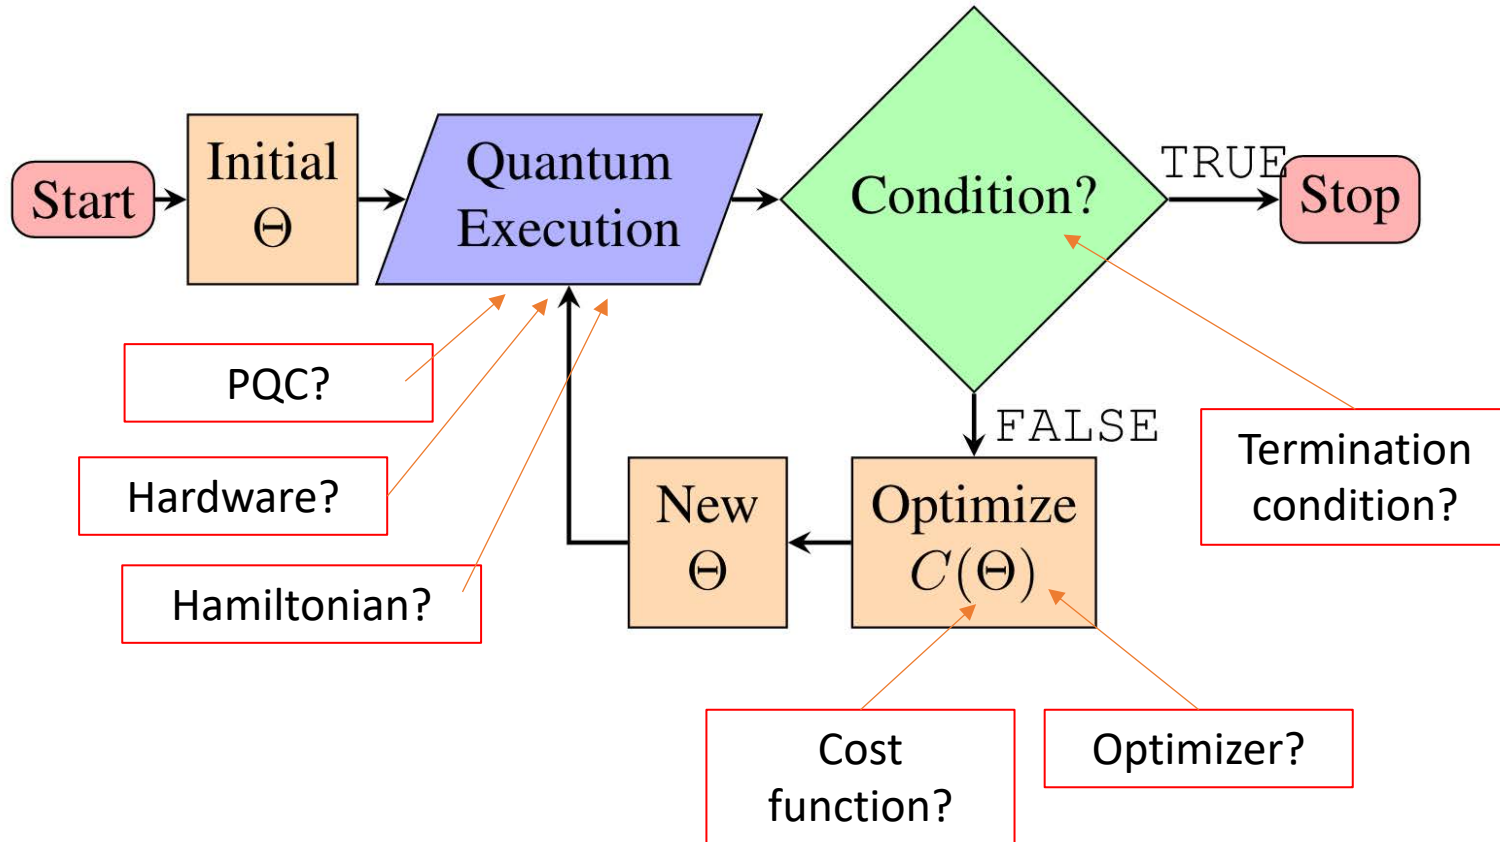 Start
Initial
Θ
Quantum
Execution
Condition?
TRUE
Stop
FALSE
Optimize
C(Θ)
New
Θ
PQC?
Hardware?
Hamiltonian?
Termination
condition?
Cost
function?
Optimizer?